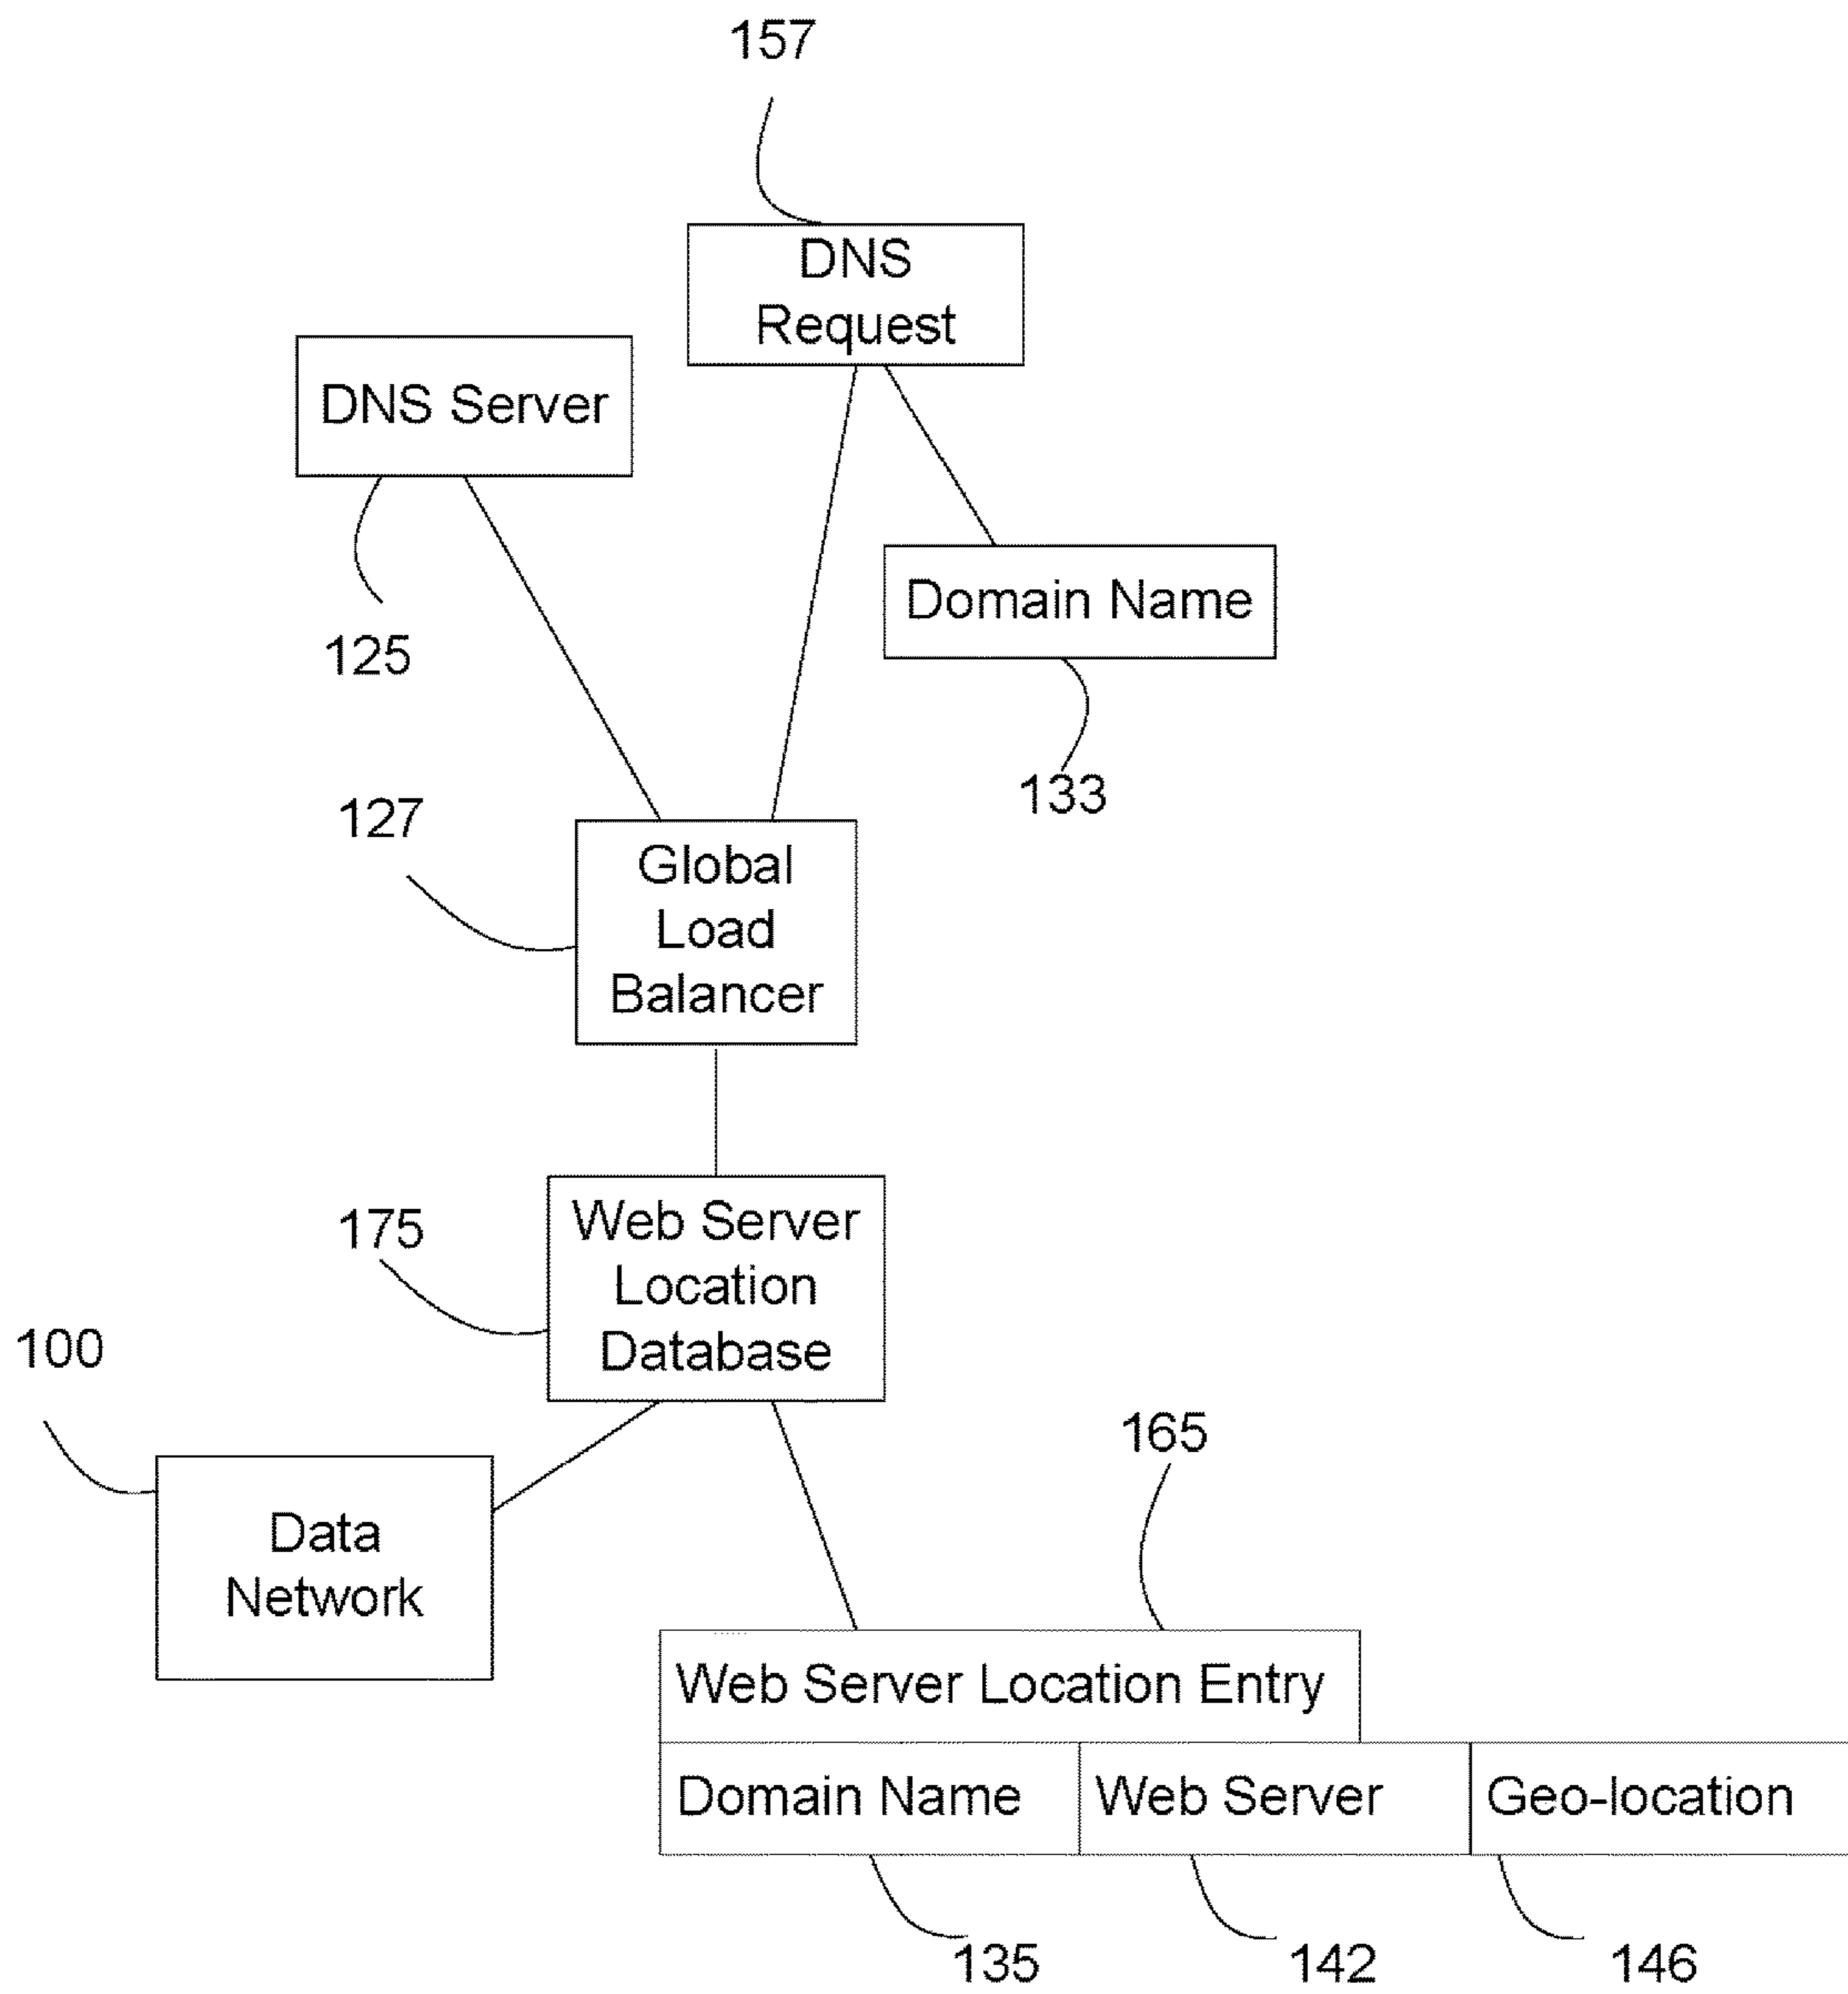 157
DNS
Request
DNS Server
125
Domain Name
133
127
Global
Load
Balancer
175
Web Server
Location
Database
100
Data
Network
165
Web Server Location Entry
Domain Name
Web Server
Geo-location
135
142
146